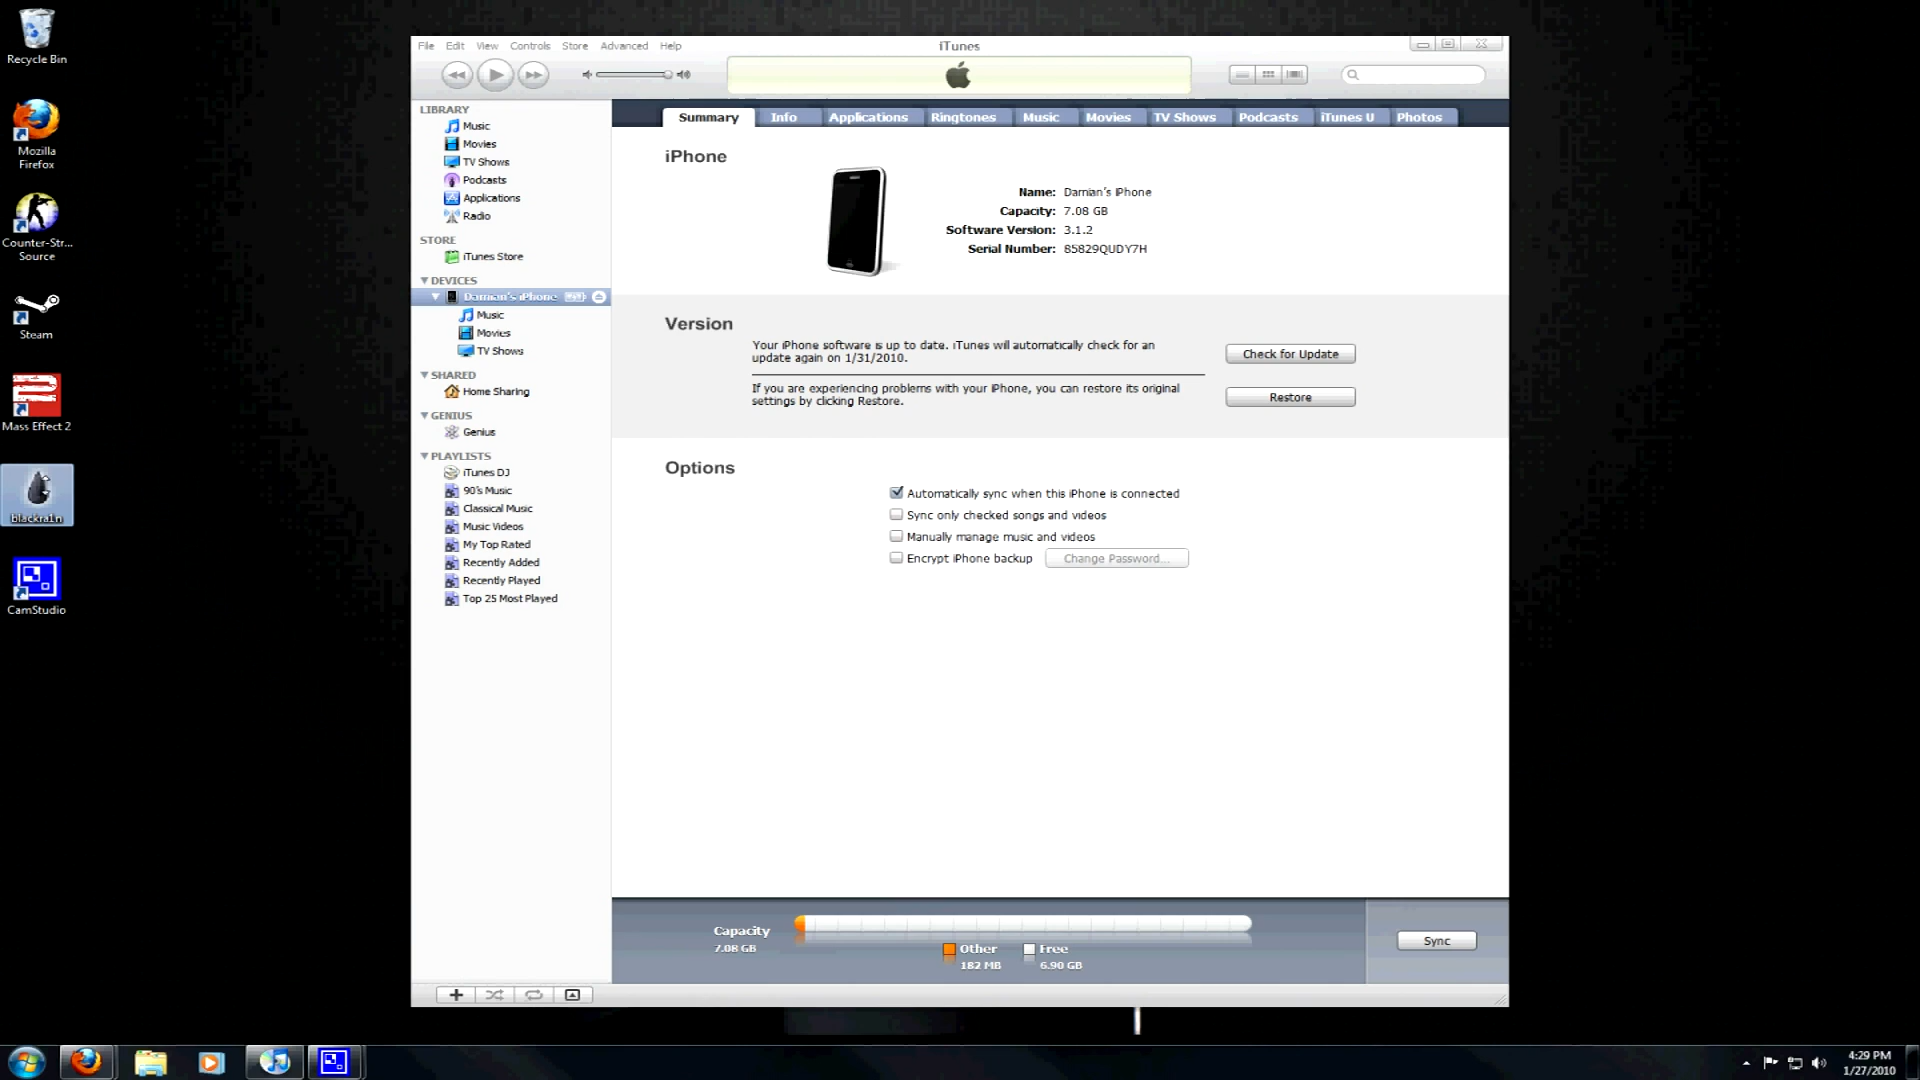 Recycle Bin
Mozilla
Firefox
Counter-Str...
Source
Steam
Mass Effect 2
blackra1n
CamStudio
File Edit View Controls Store Advanced Help
iTunes
LIBRARY
Music
Movies
TV Shows
Podcasts
Applications
Radio
STORE
iTunes Store
DEVICES
Damian's iPhone
Music
Movies
TV Shows
SHARED
Home Sharing
GENIUS
Genius
PLAYLISTS
iTunes DJ
90's Music
Classical Music
Music Videos
My Top Rated
Recently Added
Recently Played
Top 25 Most Played
Summary Info Applications Ringtones Music Movies TV Shows Podcasts iTunes U Photos
iPhone
Name: Damian's iPhone
Capacity: 7.08 GB
Software Version: 3.1.2
Serial Number: 85829QUDY7H
Version
Your iPhone software is up to date. iTunes will automatically check for an
update again on 1/31/2010.
Check for Update
If you are experiencing problems with your iPhone, you can restore its original
settings by clicking Restore.
Restore
Options
Automatically sync when this iPhone is connected
Sync only checked songs and videos
Manually manage music and videos
Encrypt iPhone backup
Change Password...
Capacity
7.08 GB
Other
182 MB
Free
6.90 GB
Sync
4:29 PM
1/27/2010